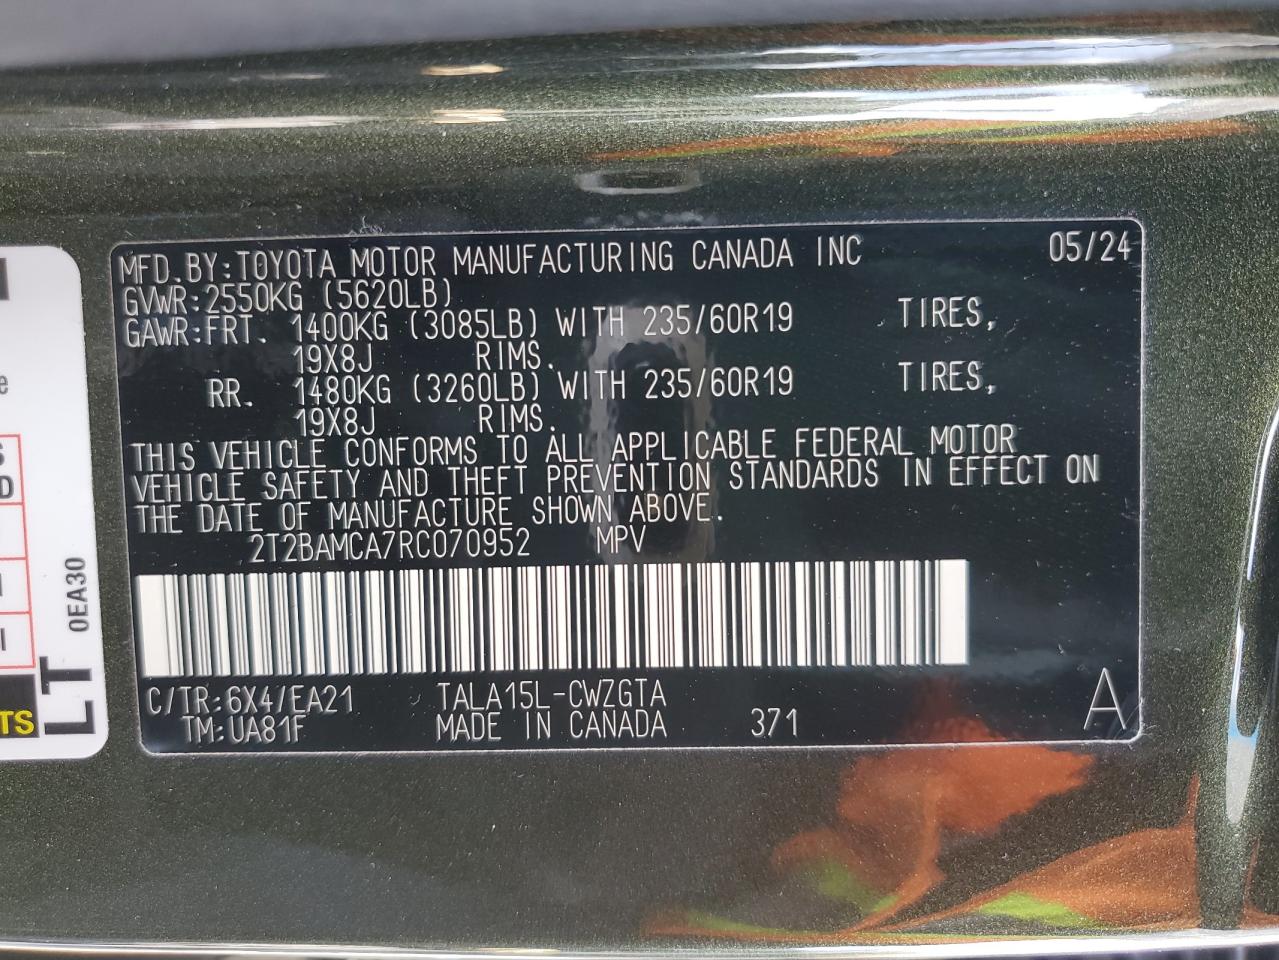 MFD.BY:TOYOTA MOTOR MANUFACTURING CANADA INC 05/24
GVWR:2550KG (5620LB)
GAWR:FRT. 1400KG (3085LB) WITH 235/60R19 TIRES,
19X8J RIMS.
RR. 1480KG (3260LB) WITH 235/60R19 TIRES,
19X8J RIMS.
THIS VEHICLE CONFORMS TO ALL APPLICABLE FEDERAL MOTOR
VEHICLE SAFETY AND THEFT PREVENTION STANDARDS IN EFFECT ON
THE DATE OF MANUFACTURE SHOWN ABOVE.
2T2BAMCA7RC070952 MPV
C/TR:6X4/EA21 TALA15L-CWZGTA
TM:UA81F MADE IN CANADA 371
A
0EA30
LT
TS